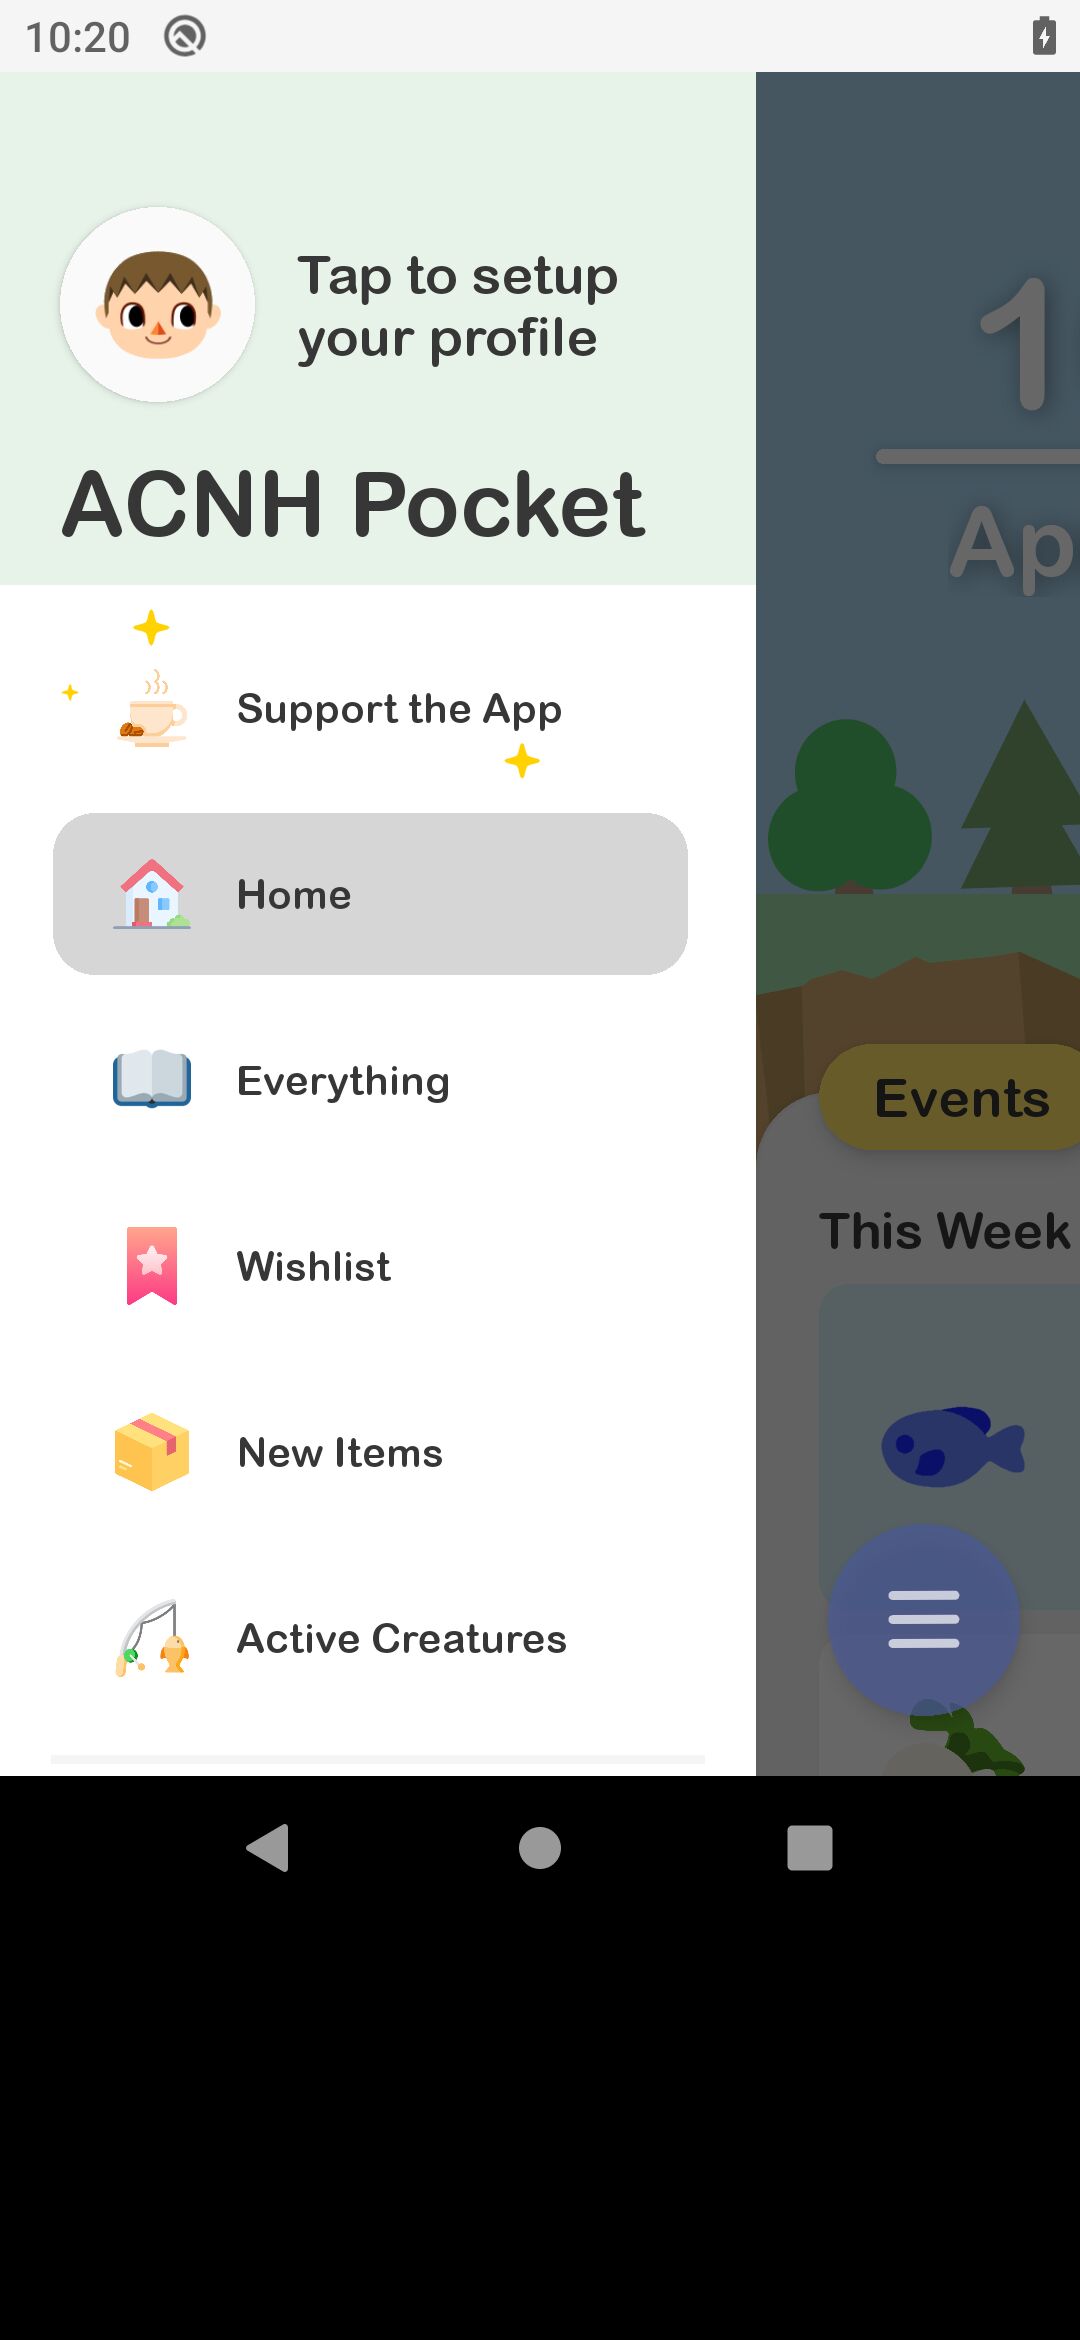 10:20
Tap to setup
your profile
ACNH Pocket
Support the App
Home
Everything
Wishlist
New Items
Active Creatures
Ap
Events
This Week